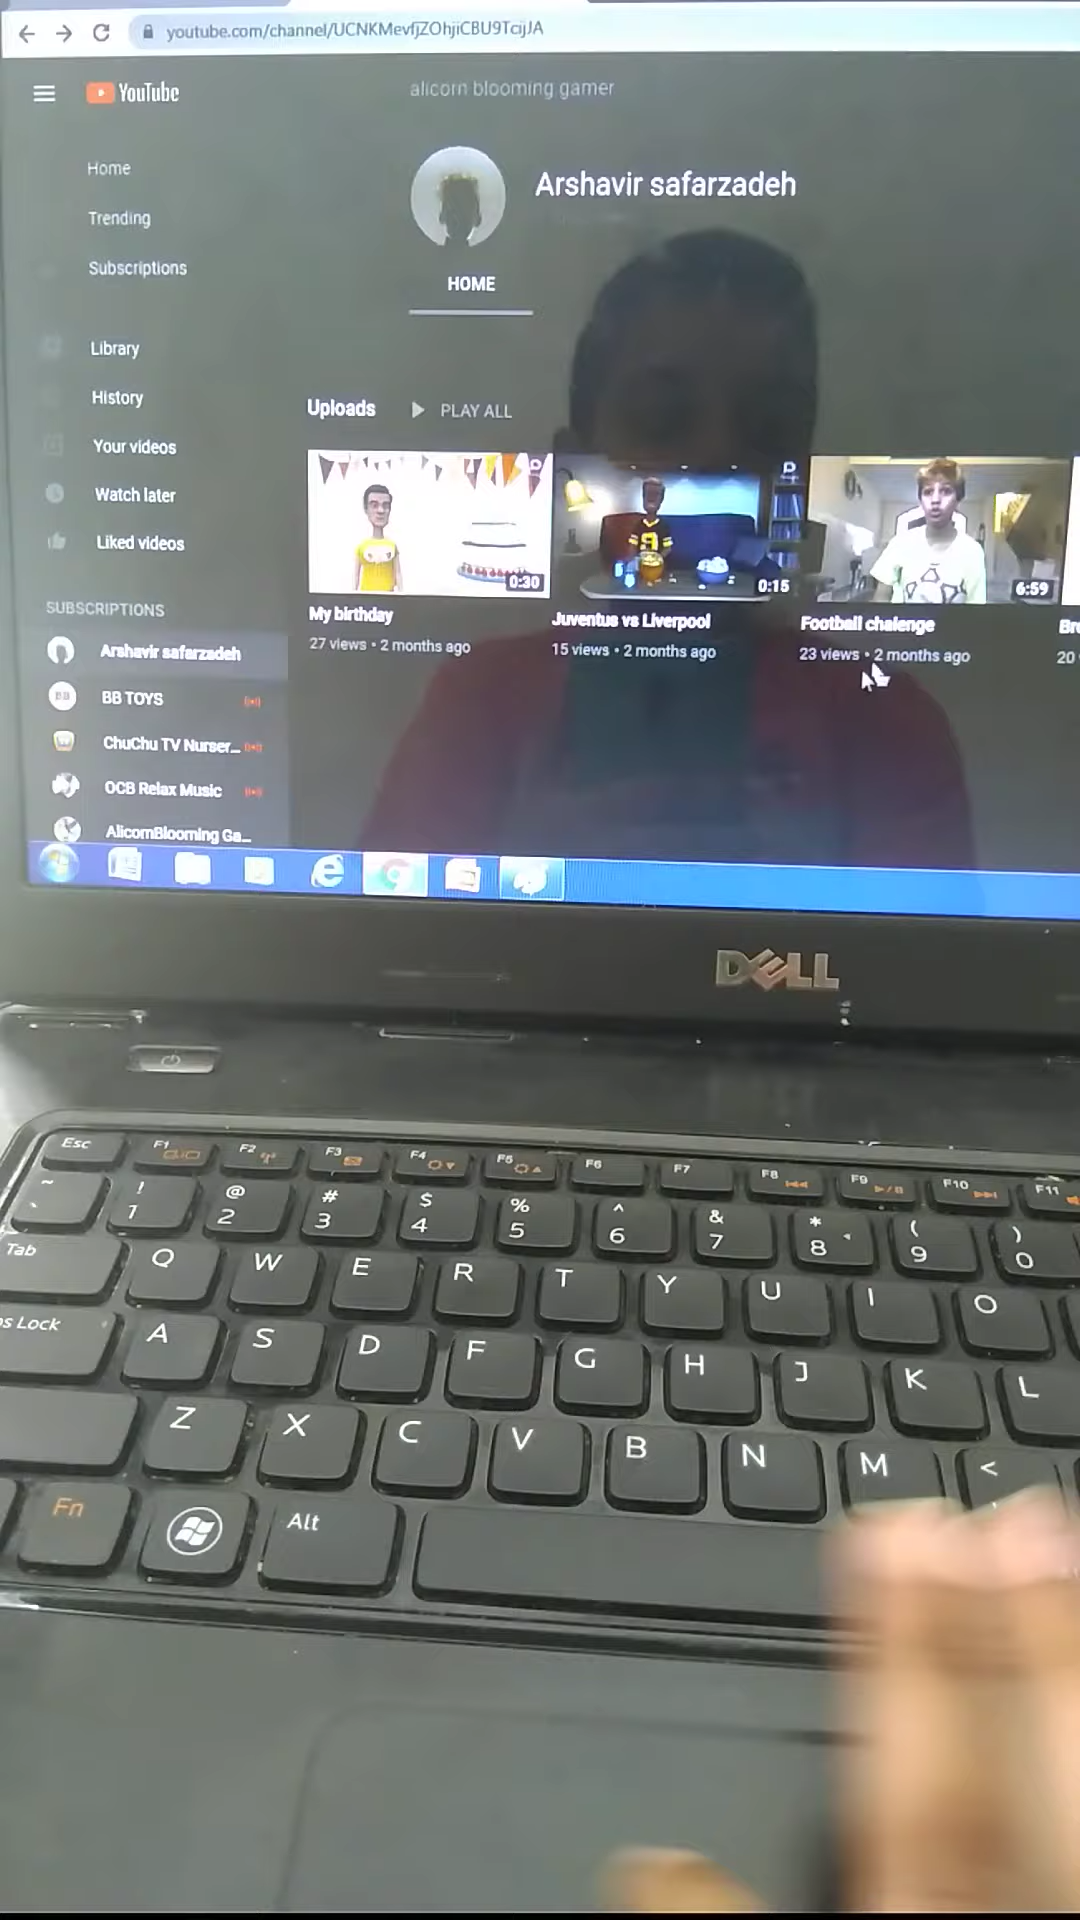 youtube.com/channel/UCNKMevfjZOhjiCBU9TcijJA
YouTube
alicorn blooming gamer
Arshavir safarzadeh
HOME
Home
Trending
Subscriptions
Library
History
Your videos
Watch later
Liked videos
SUBSCRIPTIONS
Arshavir safarzadeh
BB TOYS
ChuChu TV Nurser...
OCB Relax Music
AlicornBlooming Ga...
Uploads
PLAY ALL
0:30
0:15
6:59
My birthday
27 views • 2 months ago
Juventus vs Liverpool
15 views • 2 months ago
Football chalenge
23 views • 2 months ago
20
DELL
Esc F1 F2 F3 F4 F5 F6 F7 F8 F9 F10 F11
~ ! @ # $ % ^ & * ( )
` 1 2 3 4 5 6 7 8 9 0
Tab Q W E R T Y U I O
Lock A S D F G H J K L
Z X C V B N M <
Fn Alt